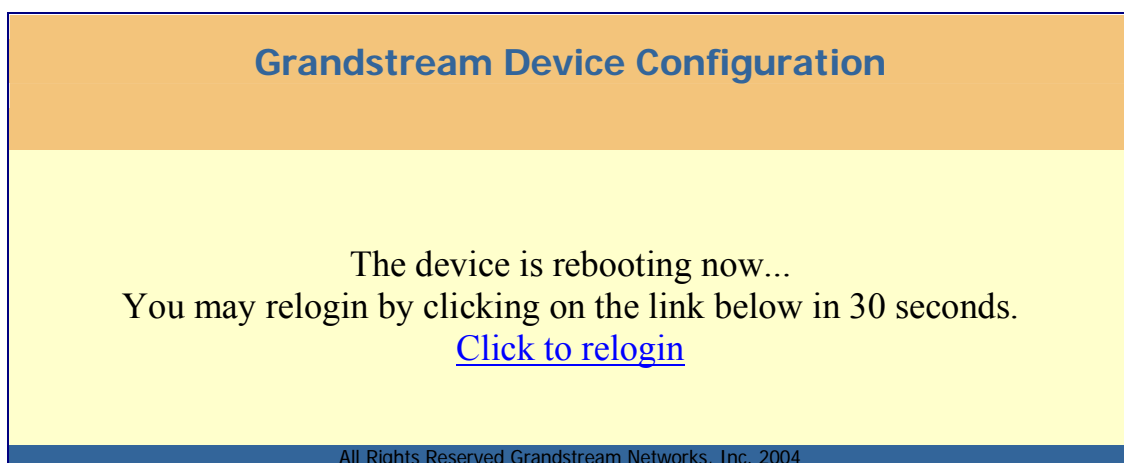 Grandstream Device Configuration
The device is rebooting now...
You may relogin by clicking on the link below in 30 seconds.
Click to relogin
All Rights Reserved Grandstream Networks, Inc. 2004